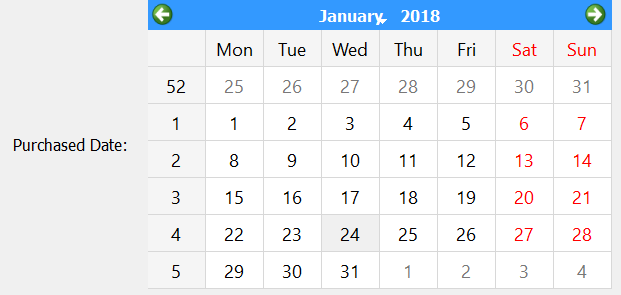 January, 2018
Mon Tue Wed Thu Fri Sat Sun
52 25 26 27 28 29 30 31
1 1 2 3 4 5 6 7
2 8 9 10 11 12 13 14
Purchased Date:
3 15 16 17 18 19 20 21
4 22 23 24 25 26 27 28
5 29 30 31 1 2 3 4